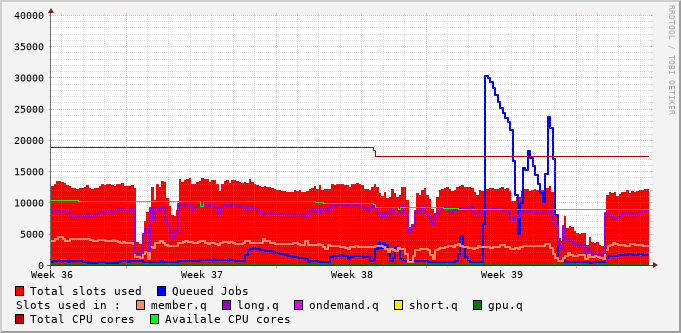 40000
35000
30000
25000
20000
15000
10000
5000
0
Week 36 Week 37 Week 38 Week 39
RRDTOOL / TOBI OETIKER
Total slots used Queued Jobs
Slots used in : member.q long.q ondemand.q short.q gpu.q
Total CPU cores Availale CPU cores